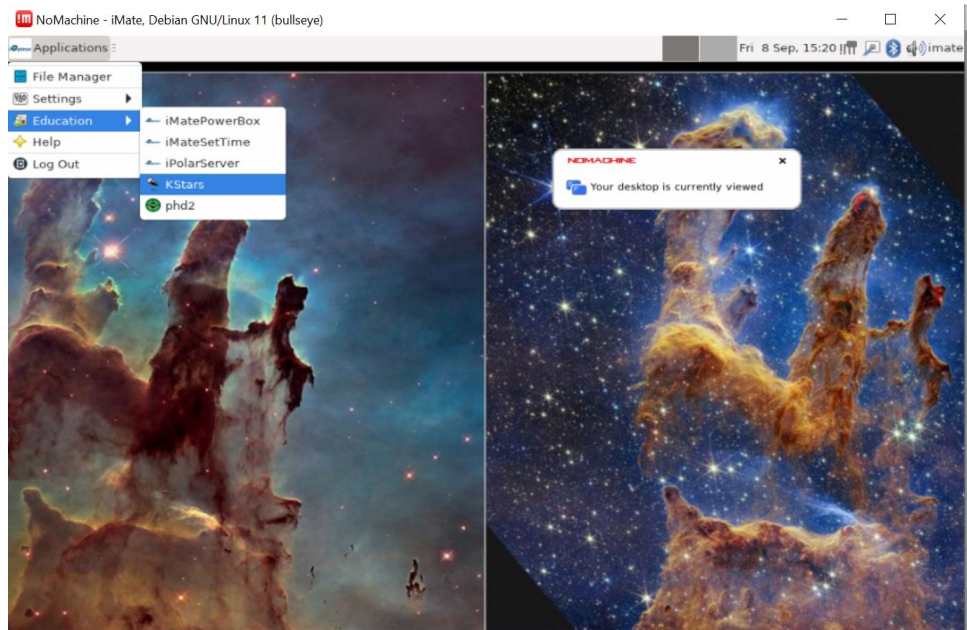 NoMachine - iMate, Debian GNU/Linux 11 (bullseye)
Applications
Fri 8 Sep, 15:20
imate
File Manager
Settings
Education
Help
Log Out
iMatePowerBox
iMateSetTime
iPolarServer
KStars
phd2
NOMACHINE
Your desktop is currently viewed